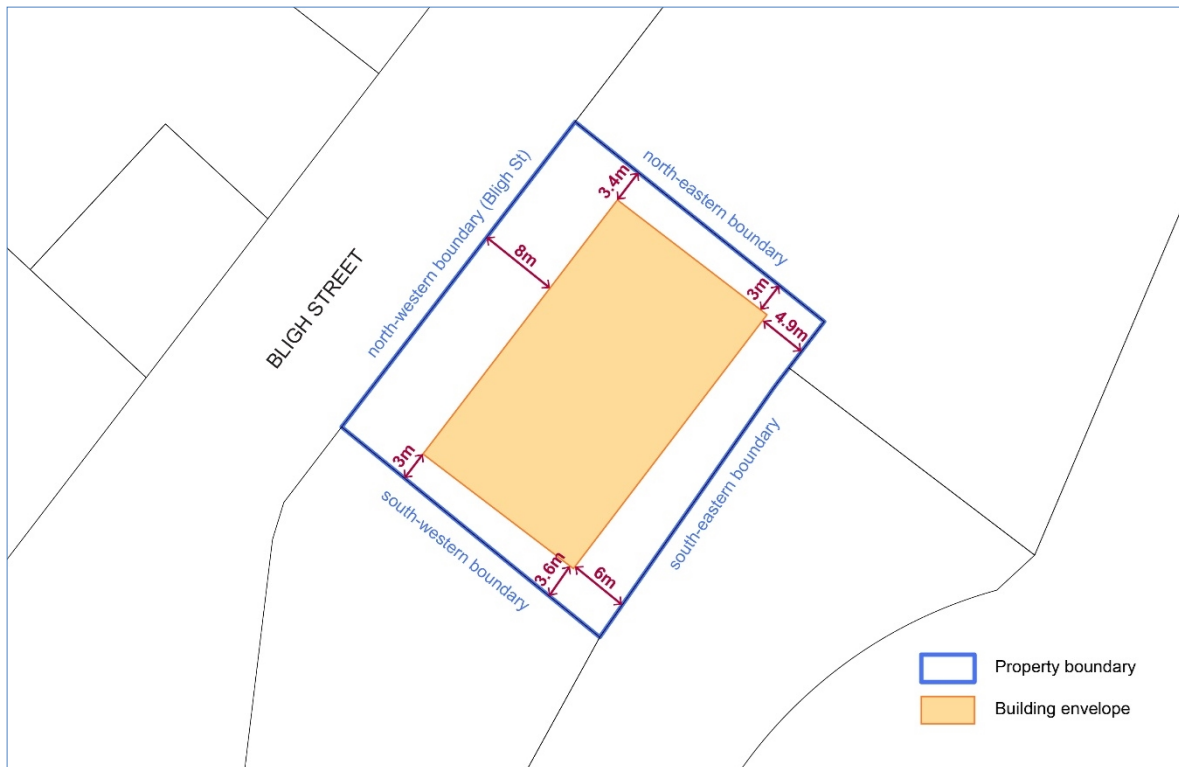 north-eastern boundary
3.4m
north-western boundary (Bligh St)
8m
3m
4.9m
BLIGH STREET
3m
south-western boundary
3.6m
6m
south-eastern boundary
Property boundary
Building envelope